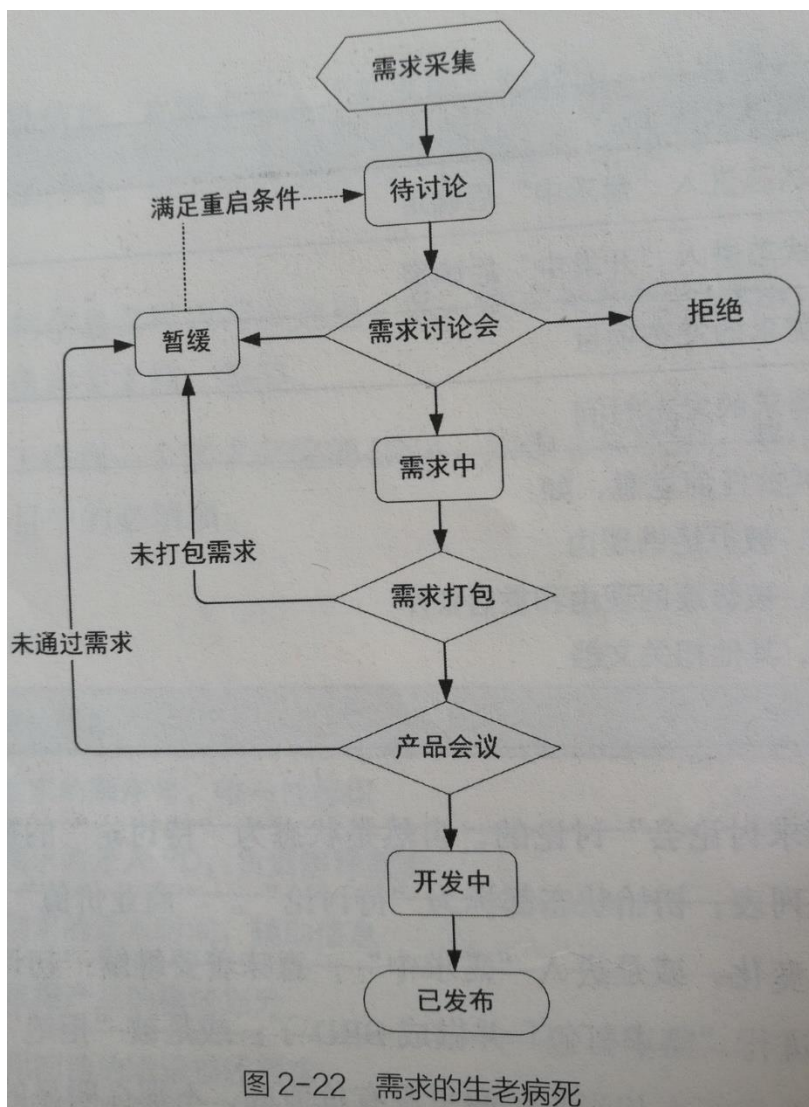 需求采集
待讨论
满足重启条件
需求讨论会
拒绝
暂缓
需求中
未打包需求
需求打包
未通过需求
产品会议
开发中
已发布
图 2-22 需求的生老病死